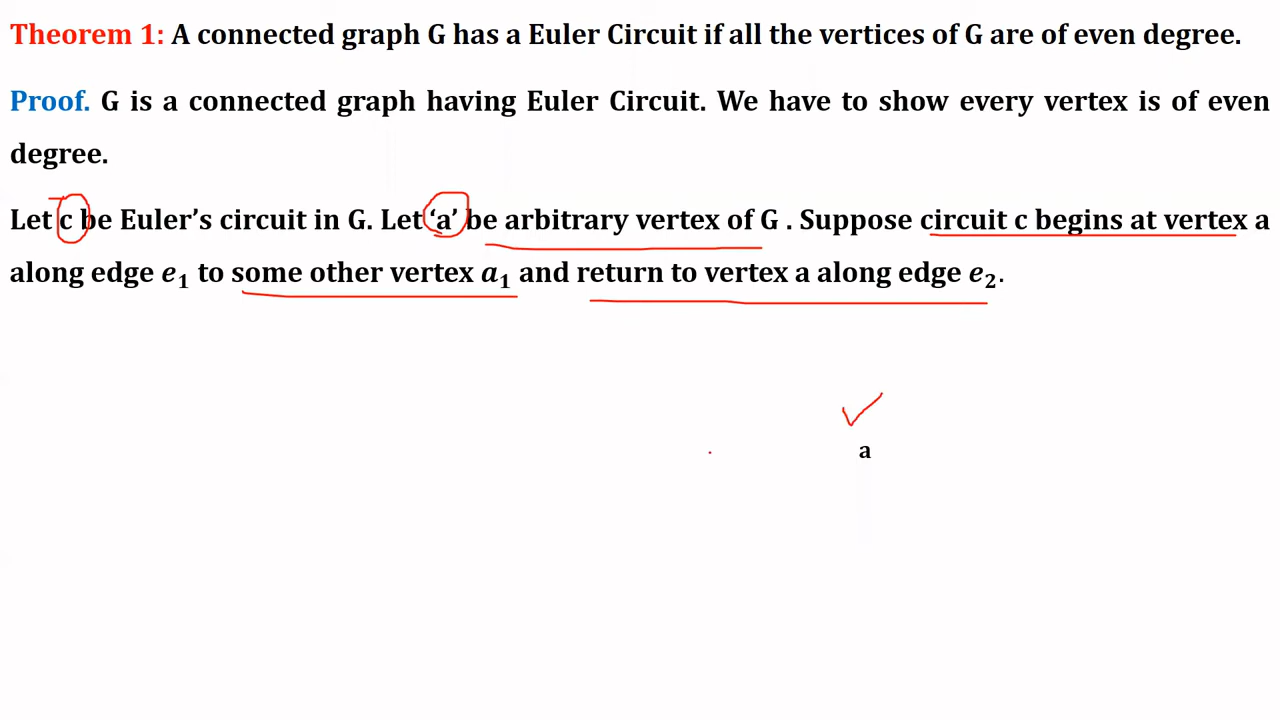 Theorem 1: A connected graph G has a Euler Circuit if all the vertices of G are of even degree.
Proof. G is a connected graph having Euler Circuit. We have to show every vertex is of even
degree.
Let c be Euler’s circuit in G. Let ‘a’ be arbitrary vertex of G . Suppose circuit c begins at vertex a
along edge e₁ to some other vertex a₁ and return to vertex a along edge e₂.
a